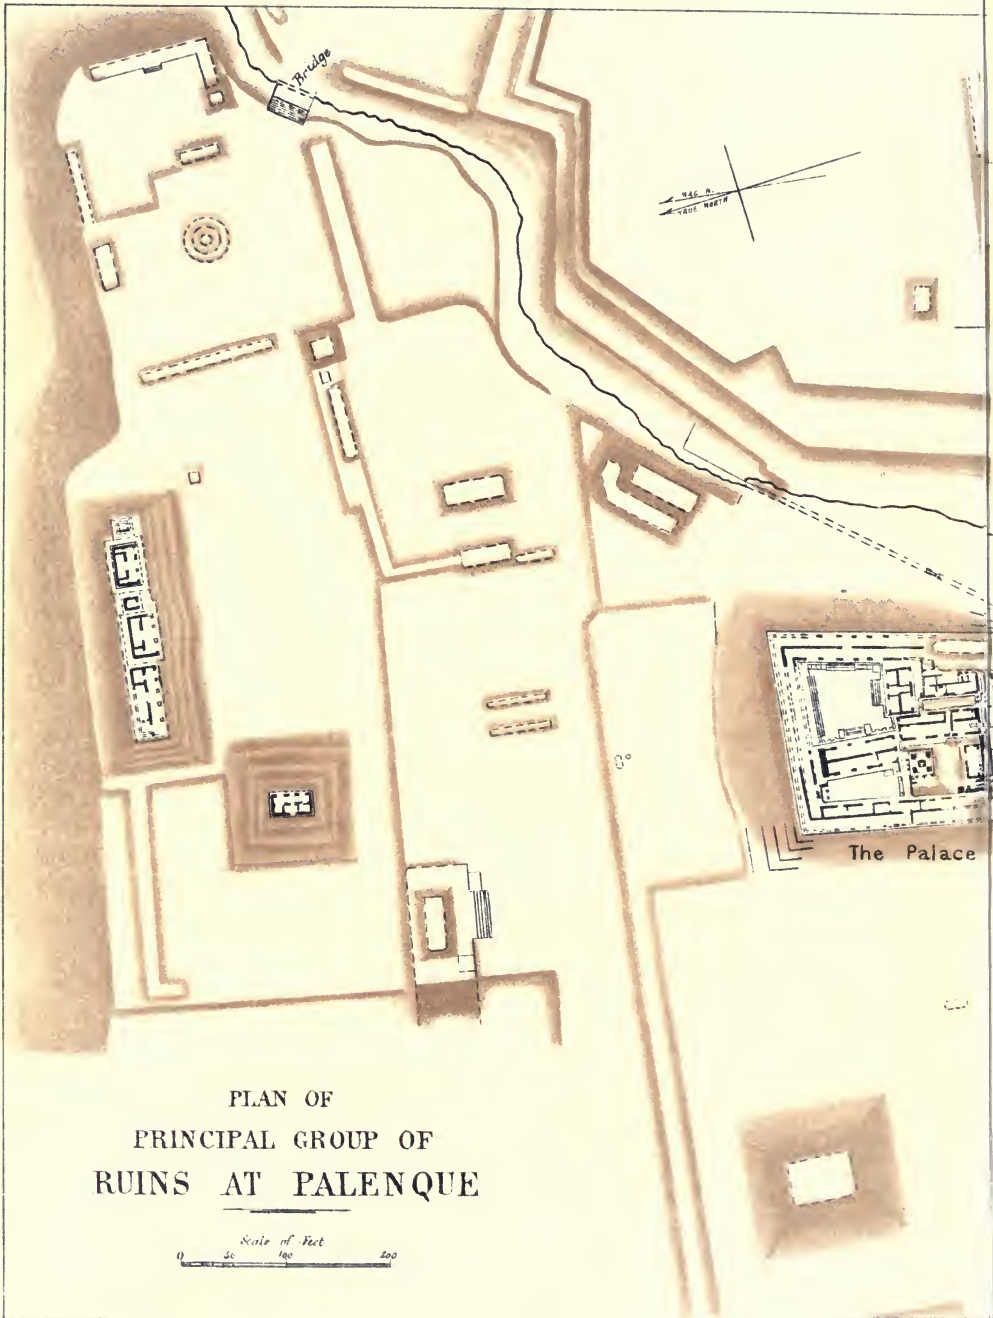 Bridge
MAG. N.
TRUE NORTH
The Palace
PLAN OF
PRINCIPAL GROUP OF
RUINS AT PALENQUE
Scale of Feet
0 50 100 200